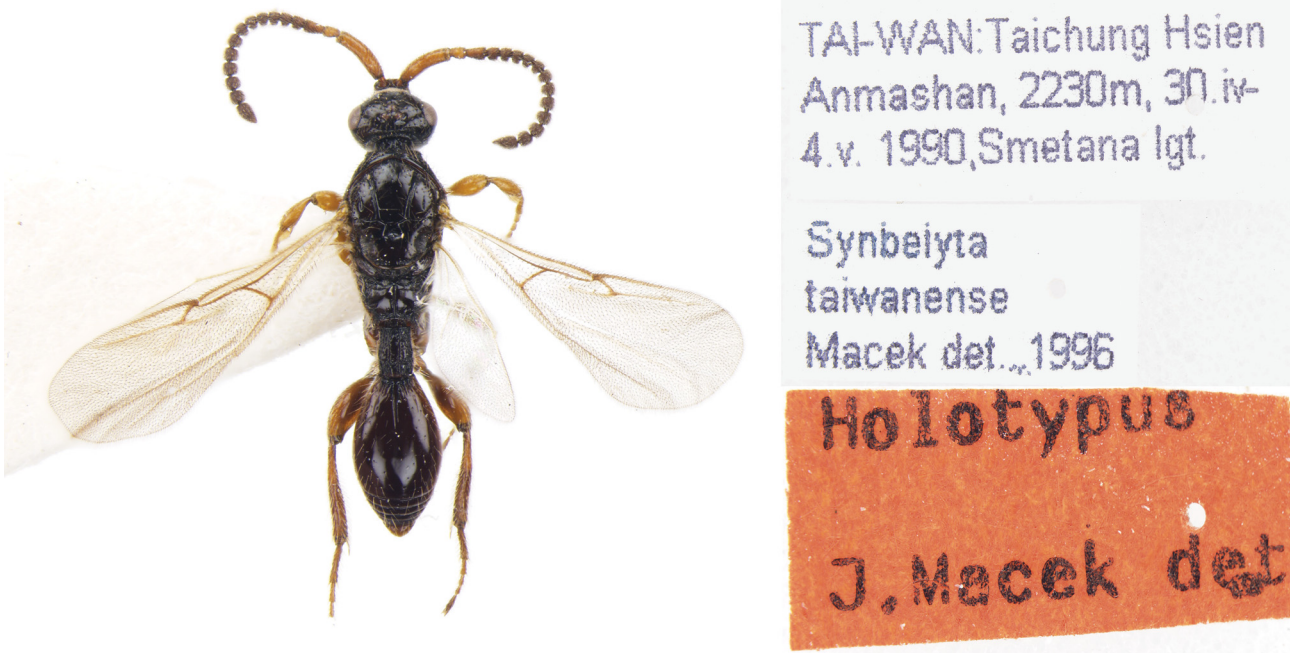 TAI-WAN:Taichung Hsien
Anmashan, 2230m, 30.iv-
4.v. 1990,Smetana lgt.
Synbelyta
taiwanense
Macek det., 1996
Holotypus
J.Macek det